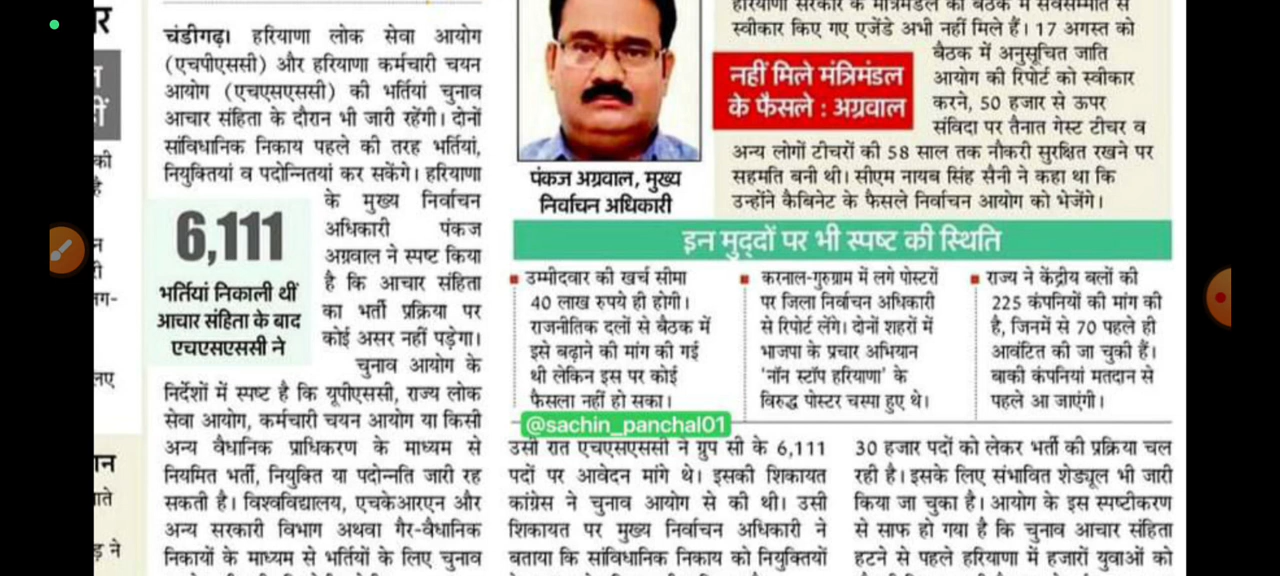 र
चंडीगढ़। हरियाणा लोक सेवा आयोग
(एचपीएससी) और हरियाणा कर्मचारी चयन
आयोग (एचएसएससी) की भर्तियां चुनाव
आचार संहिता के दौरान भी जारी रहेंगी। दोनों
सांविधानिक निकाय पहले की तरह भर्तियां,
नियुक्तियां व पदोन्नतियां कर सकेंगे। हरियाणा
के मुख्य निर्वाचन
अधिकारी पंकज
अग्रवाल ने स्पष्ट किया
है कि आचार संहिता
का भर्ती प्रक्रिया पर
कोई असर नहीं पड़ेगा।
चुनाव आयोग के
6,111
भर्तियां निकाली थीं
आचार संहिता के बाद
एचएसएससी ने
निर्देशों में स्पष्ट है कि यूपीएससी, राज्य लोक
सेवा आयोग, कर्मचारी चयन आयोग या किसी
अन्य वैधानिक प्राधिकरण के माध्यम से
नियमित भर्ती, नियुक्ति या पदोन्नति जारी रह
सकती है। विश्वविद्यालय, एचकेआरएन और
अन्य सरकारी विभाग अथवा गैर-वैधानिक
निकायों के माध्यम से भर्तियों के लिए चुनाव
पंकज अग्रवाल, मुख्य
निर्वाचन अधिकारी
हरियाणा सरकार के मंत्रिमंडल की बैठक में सर्वसम्मति से
स्वीकार किए गए एजेंडे अभी नहीं मिले हैं। 17 अगस्त को
बैठक में अनुसूचित जाति
आयोग की रिपोर्ट को स्वीकार
करने, 50 हजार से ऊपर
संविदा पर तैनात गेस्ट टीचर व
नहीं मिले मंत्रिमंडल
के फैसले : अग्रवाल
अन्य लोगों टीचरों की 58 साल तक नौकरी सुरक्षित रखने पर
सहमति बनी थी। सीएम नायब सिंह सैनी ने कहा था कि
उन्होंने कैबिनेट के फैसले निर्वाचन आयोग को भेजेंगे।
इन मुद्दों पर भी स्पष्ट की स्थिति
उम्मीदवार की खर्च सीमा
40 लाख रुपये ही होगी।
राजनीतिक दलों से बैठक में
इसे बढ़ाने की मांग की गई
थी लेकिन इस पर कोई
फैसला नहीं हो सका।
करनाल-गुरुग्राम में लगे पोस्टरों
पर जिला निर्वाचन अधिकारी
से रिपोर्ट लेंगे। दोनों शहरों में
भाजपा के प्रचार अभियान
'नॉन स्टॉप हरियाणा' के
विरुद्ध पोस्टर चस्पा हुए थे।
राज्य ने केंद्रीय बलों की
225 कंपनियों की मांग की
है, जिनमें से 70 पहले ही
आवंटित की जा चुकी हैं।
बाकी कंपनियां मतदान से
पहले आ जाएंगी।
@sachin_panchal01
उसी रात एचएसएससी ने ग्रुप सी के 6,111
पदों पर आवेदन मांगे थे। इसकी शिकायत
कांग्रेस ने चुनाव आयोग से की थी। उसी
शिकायत पर मुख्य निर्वाचन अधिकारी ने
बताया कि सांविधानिक निकाय को नियुक्तियों
30 हजार पदों को लेकर भर्ती की प्रक्रिया चल
रही है। इसके लिए संभावित शेड्यूल भी जारी
किया जा चुका है। आयोग के इस स्पष्टीकरण
से साफ हो गया है कि चुनाव आचार संहिता
हटने से पहले हरियाणा में हजारों युवाओं को